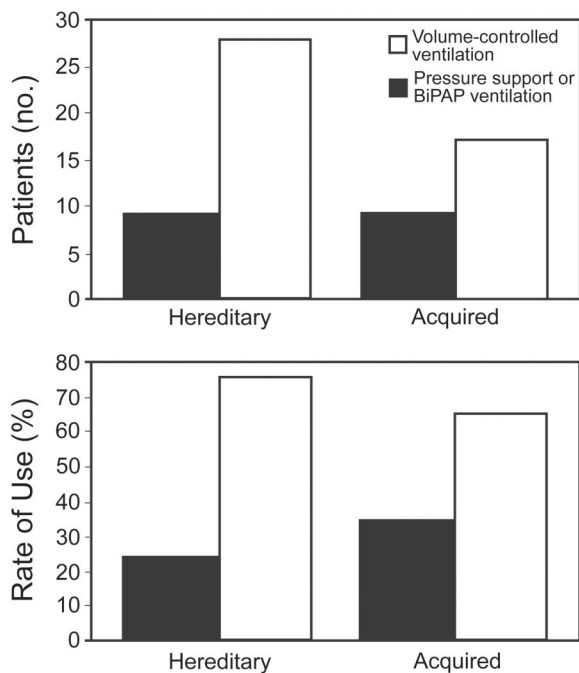 30
25
20
15
10
5
0
Patients (no.)
Volume-controlled
ventilation
Pressure support or
BiPAP ventilation
Hereditary Acquired
80
70
60
50
40
30
20
10
0
Rate of Use (%)
Hereditary Acquired